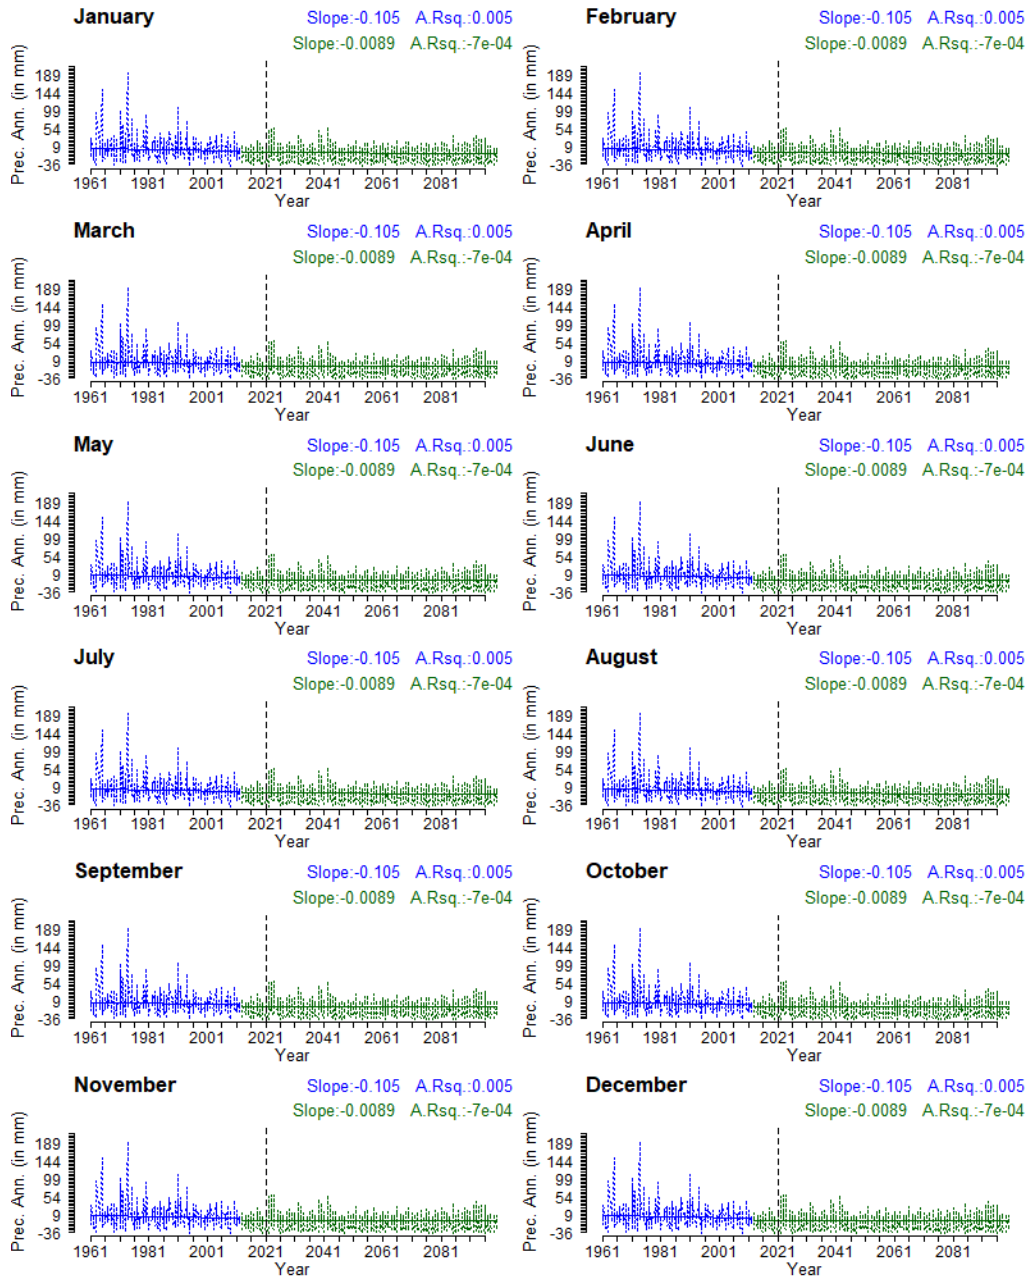 January
Slope:-0.105 A.Rsq.:0.005
Slope:-0.0089 A.Rsq.:-7e-04
Prec. Ann. (in mm)
189
144
99
54
9
-36
1961 1981 2001 2021 2041 2061 2081
Year
February
Slope:-0.105 A.Rsq.:0.005
Slope:-0.0089 A.Rsq.:-7e-04
Prec. Ann. (in mm)
189
144
99
54
9
-36
1961 1981 2001 2021 2041 2061 2081
Year
March
Slope:-0.105 A.Rsq.:0.005
Slope:-0.0089 A.Rsq.:-7e-04
Prec. Ann. (in mm)
189
144
99
54
9
-36
1961 1981 2001 2021 2041 2061 2081
Year
April
Slope:-0.105 A.Rsq.:0.005
Slope:-0.0089 A.Rsq.:-7e-04
Prec. Ann. (in mm)
189
144
99
54
9
-36
1961 1981 2001 2021 2041 2061 2081
Year
May
Slope:-0.105 A.Rsq.:0.005
Slope:-0.0089 A.Rsq.:-7e-04
Prec. Ann. (in mm)
189
144
99
54
9
-36
1961 1981 2001 2021 2041 2061 2081
Year
June
Slope:-0.105 A.Rsq.:0.005
Slope:-0.0089 A.Rsq.:-7e-04
Prec. Ann. (in mm)
189
144
99
54
9
-36
1961 1981 2001 2021 2041 2061 2081
Year
July
Slope:-0.105 A.Rsq.:0.005
Slope:-0.0089 A.Rsq.:-7e-04
Prec. Ann. (in mm)
189
144
99
54
9
-36
1961 1981 2001 2021 2041 2061 2081
Year
August
Slope:-0.105 A.Rsq.:0.005
Slope:-0.0089 A.Rsq.:-7e-04
Prec. Ann. (in mm)
189
144
99
54
9
-36
1961 1981 2001 2021 2041 2061 2081
Year
September
Slope:-0.105 A.Rsq.:0.005
Slope:-0.0089 A.Rsq.:-7e-04
Prec. Ann. (in mm)
189
144
99
54
9
-36
1961 1981 2001 2021 2041 2061 2081
Year
October
Slope:-0.105 A.Rsq.:0.005
Slope:-0.0089 A.Rsq.:-7e-04
Prec. Ann. (in mm)
189
144
99
54
9
-36
1961 1981 2001 2021 2041 2061 2081
Year
November
Slope:-0.105 A.Rsq.:0.005
Slope:-0.0089 A.Rsq.:-7e-04
Prec. Ann. (in mm)
189
144
99
54
9
-36
1961 1981 2001 2021 2041 2061 2081
Year
December
Slope:-0.105 A.Rsq.:0.005
Slope:-0.0089 A.Rsq.:-7e-04
Prec. Ann. (in mm)
189
144
99
54
9
-36
1961 1981 2001 2021 2041 2061 2081
Year